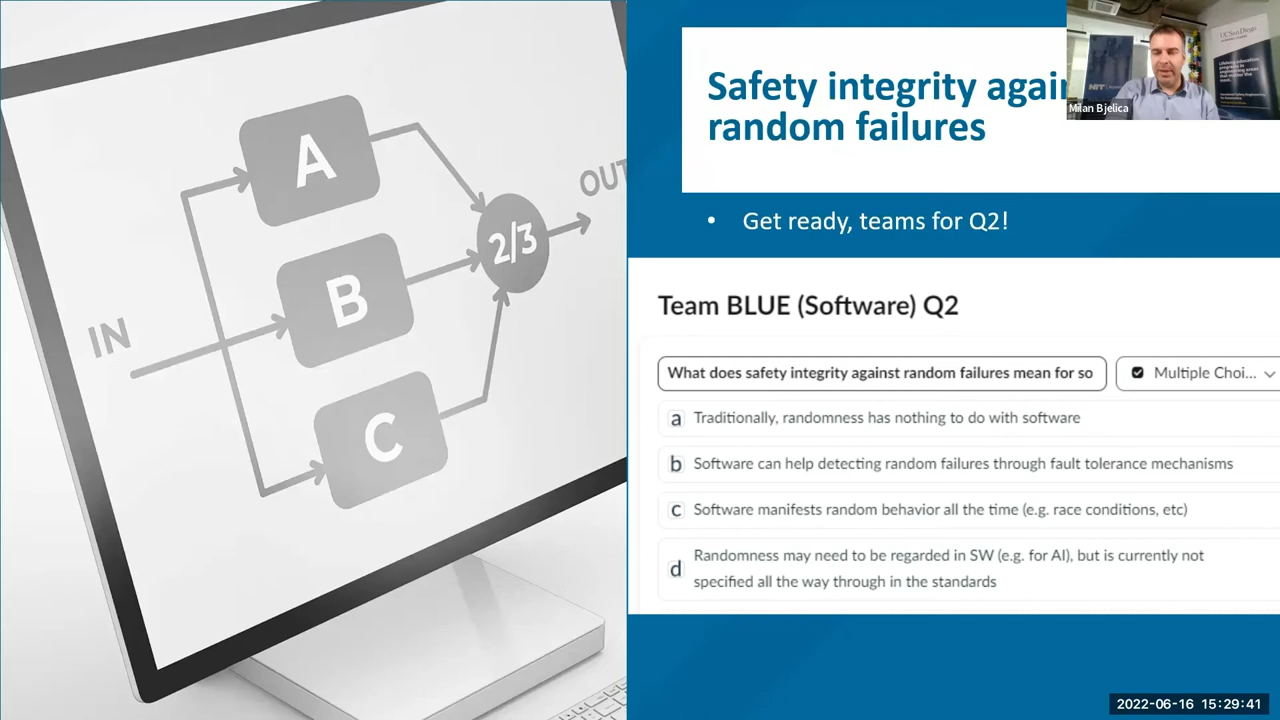 IN
A
B
C
2/3
OUT
Safety integrity again
random failures
Milan Bjelica
UC San Diego
NIT
• Get ready, teams for Q2!
Team BLUE (Software) Q2
What does safety integrity against random failures mean for so
Multiple Choi...
a Traditionally, randomness has nothing to do with software
b Software can help detecting random failures through fault tolerance mechanisms
c Software manifests random behavior all the time (e.g. race conditions, etc)
d Randomness may need to be regarded in SW (e.g. for AI), but is currently not
specified all the way through in the standards
2022-06-16 15:29:41